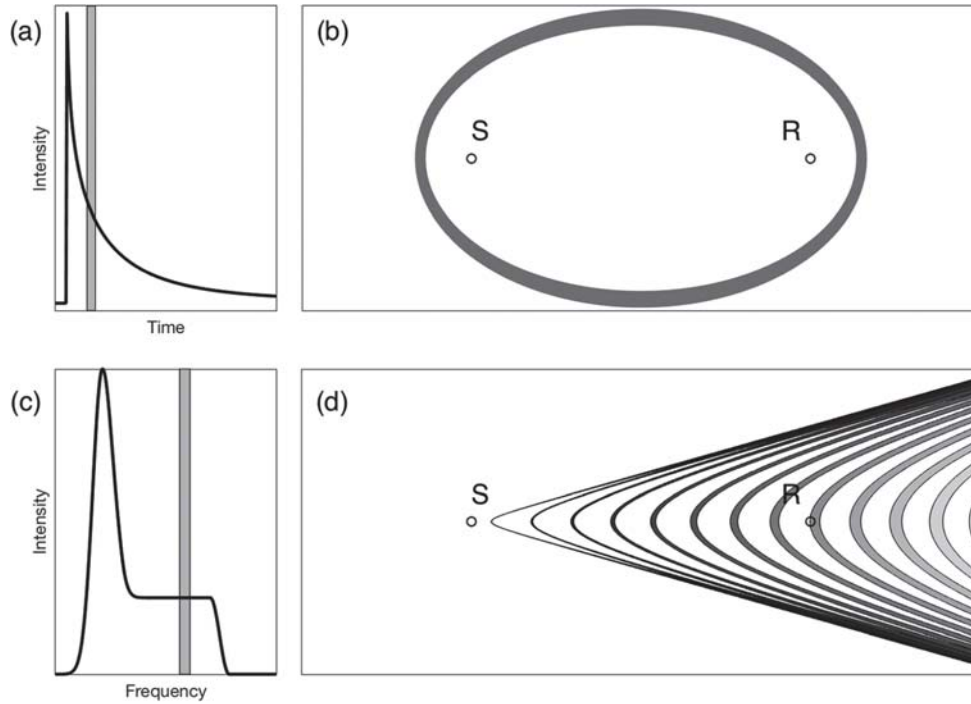 (a)
Intensity
Time
(b)
S
R
(c)
Intensity
Frequency
(d)
S
R